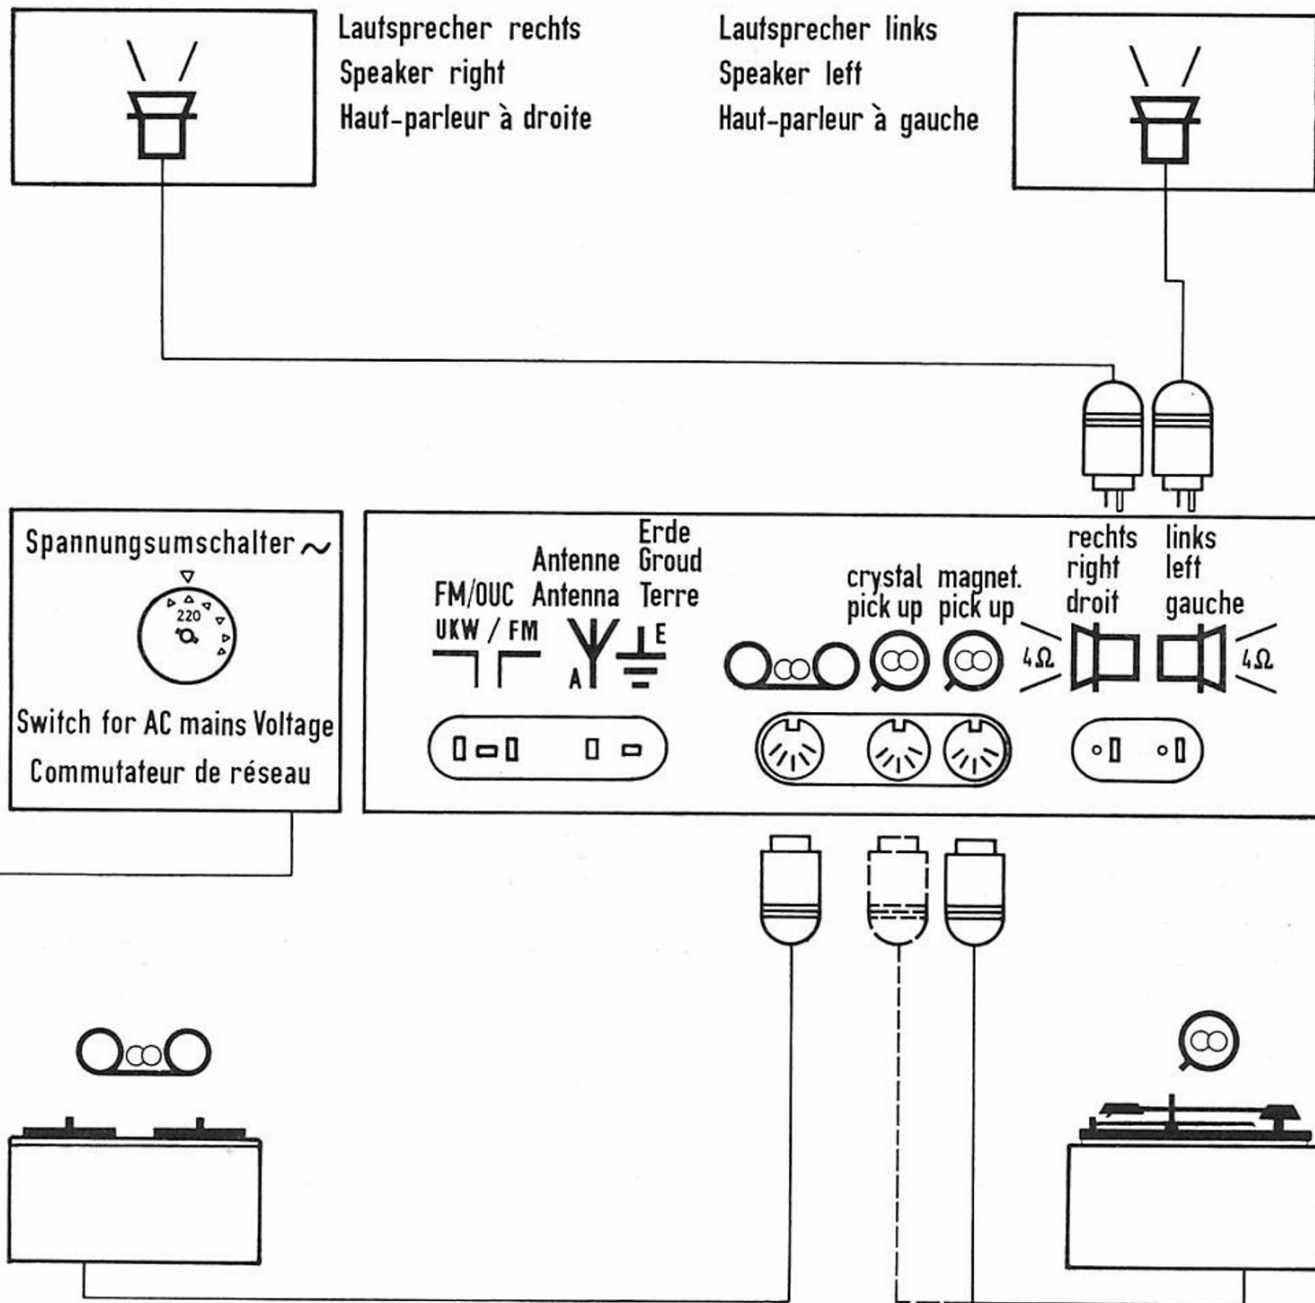 Lautsprecher rechts
Speaker right
Haut-parleur à droite
Lautsprecher links
Speaker left
Haut-parleur à gauche
Spannungsumschalter ~
220
Switch for AC mains Voltage
Commutateur de réseau
FM/OUC
UKW / FM
Antenne
Antenna
A
Erde
Groud
Terre
E
crystal
pick up
magnet.
pick up
rechts
right
droit
4Ω
links
left
gauche
4Ω